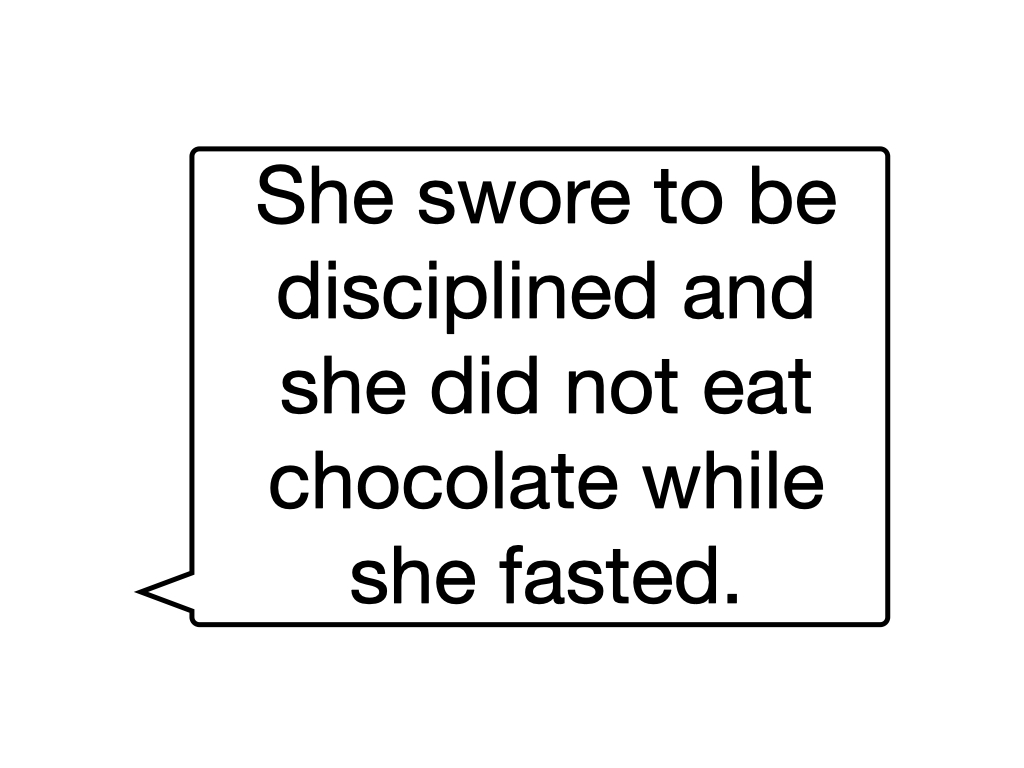 She swore to be
disciplined and
she did not eat
chocolate while
she fasted.